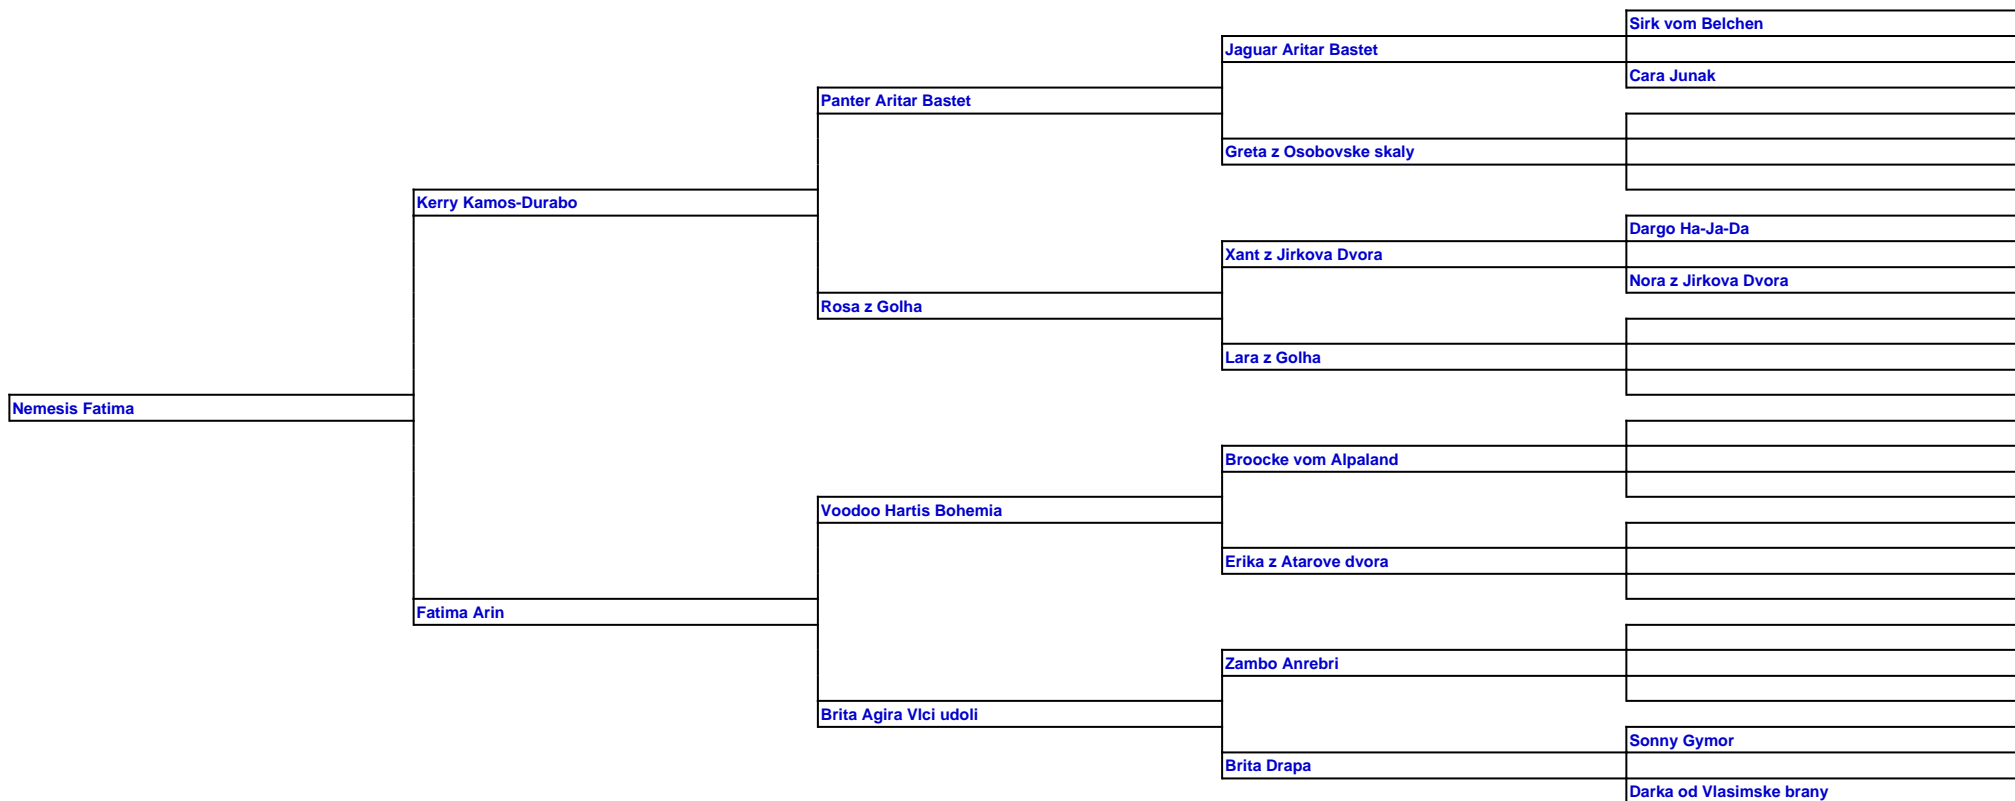 Sirk vom Belchen
Jaguar Aritar Bastet
Cara Junak
Panter Aritar Bastet
Greta z Osobovske skaly
Kerry Kamos-Durabo
Dargo Ha-Ja-Da
Xant z Jirkova Dvora
Nora z Jirkova Dvora
Rosa z Golha
Lara z Golha
Nemesis Fatima
Broocke vom Alpaland
Voodoo Hartis Bohemia
Erika z Atarove dvora
Fatima Arin
Zambo Anrebri
Brita Agira Vlci udoli
Sonny Gymor
Brita Drapa
Darka od Vlasimske brany